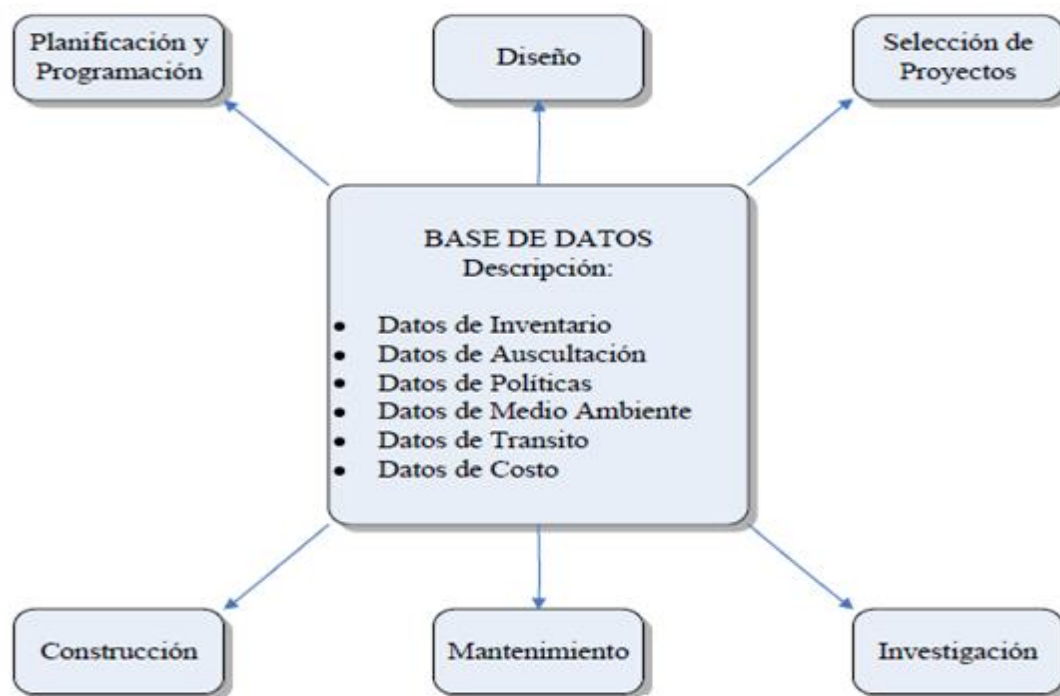 Planificación y
Programación
Diseño
Selección de
Proyectos
BASE DE DATOS
Descripción:
• Datos de Inventario
• Datos de Auscultación
• Datos de Políticas
• Datos de Medio Ambiente
• Datos de Transito
• Datos de Costo
Construcción
Mantenimiento
Investigación